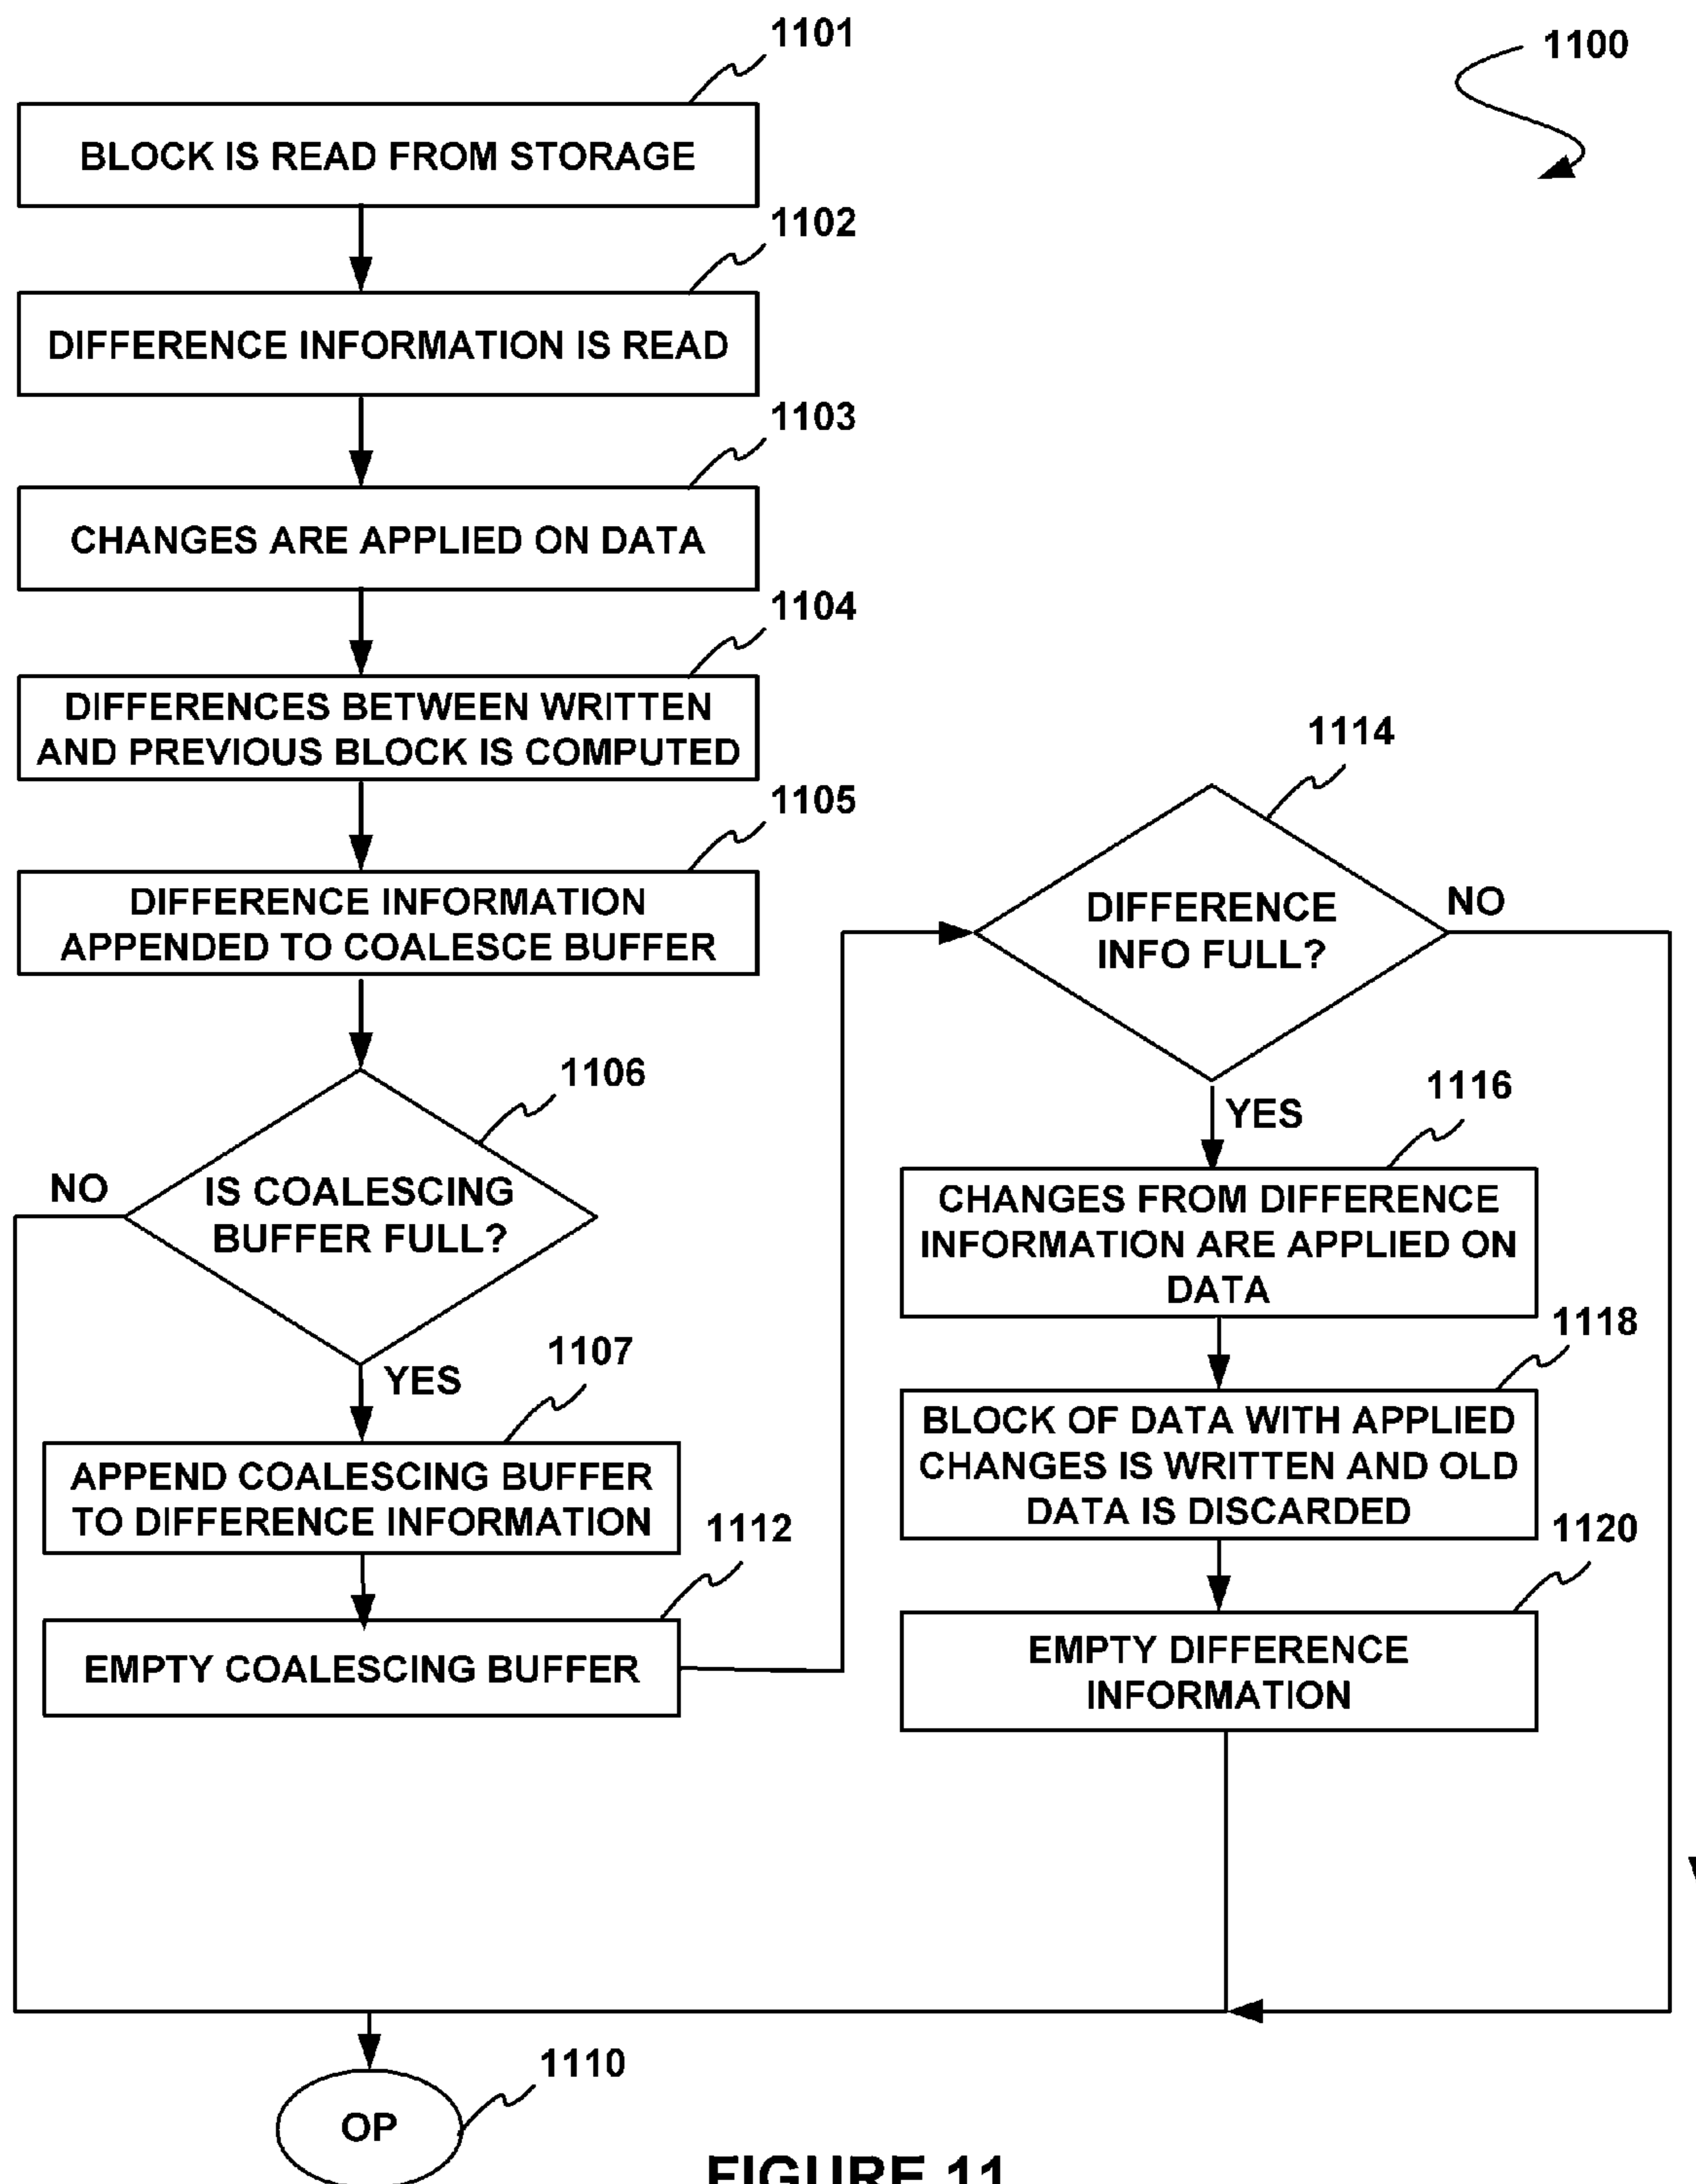 1101
1100
BLOCK IS READ FROM STORAGE
1102
DIFFERENCE INFORMATION IS READ
1103
CHANGES ARE APPLIED ON DATA
1104
DIFFERENCES BETWEEN WRITTEN
AND PREVIOUS BLOCK IS COMPUTED
1105
DIFFERENCE INFORMATION
APPENDED TO COALESCE BUFFER
1106
IS COALESCING
BUFFER FULL?
NO
YES
1107
APPEND COALESCING BUFFER
TO DIFFERENCE INFORMATION
1112
EMPTY COALESCING BUFFER
1114
DIFFERENCE
INFO FULL?
NO
YES
1116
CHANGES FROM DIFFERENCE
INFORMATION ARE APPLIED ON
DATA
1118
BLOCK OF DATA WITH APPLIED
CHANGES IS WRITTEN AND OLD
DATA IS DISCARDED
1120
EMPTY DIFFERENCE
INFORMATION
1110
OP
FIGURE 11